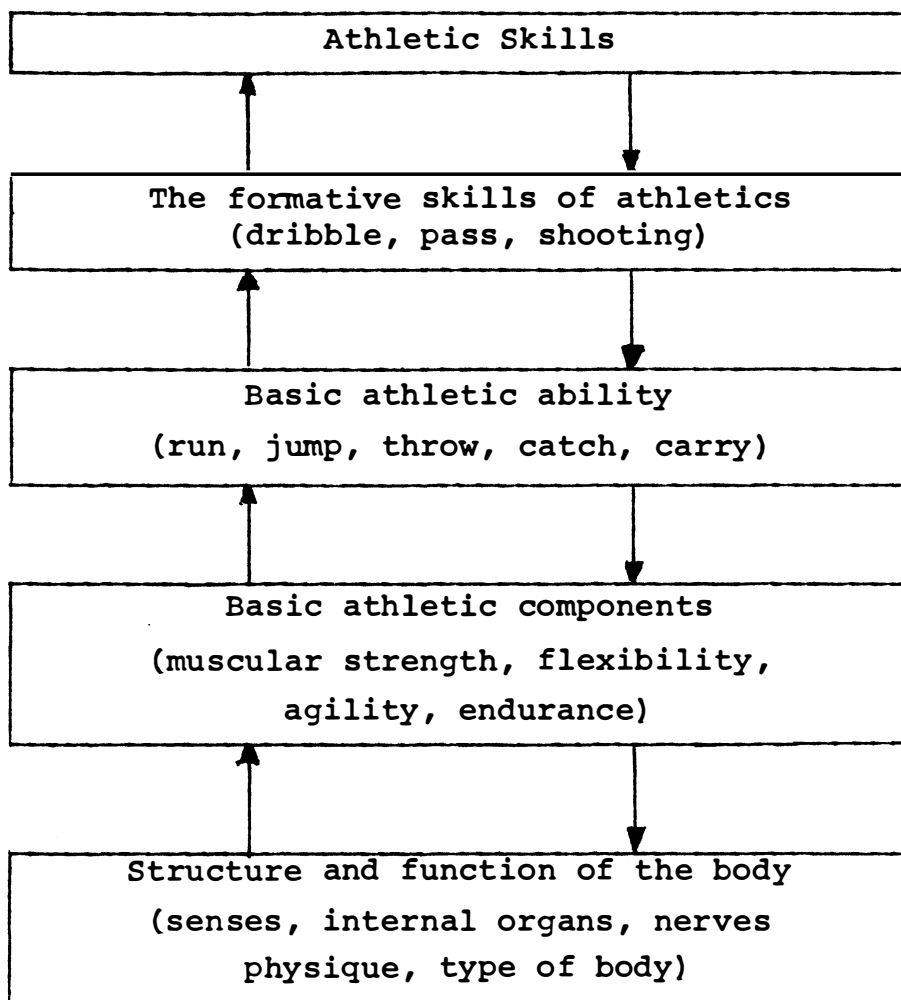 Athletic Skills
The formative skills of athletics
(dribble, pass, shooting)
Basic athletic ability
(run, jump, throw, catch, carry)
Basic athletic components
(muscular strength, flexibility,
agility, endurance)
Structure and function of the body
(senses, internal organs, nerves
physique, type of body)